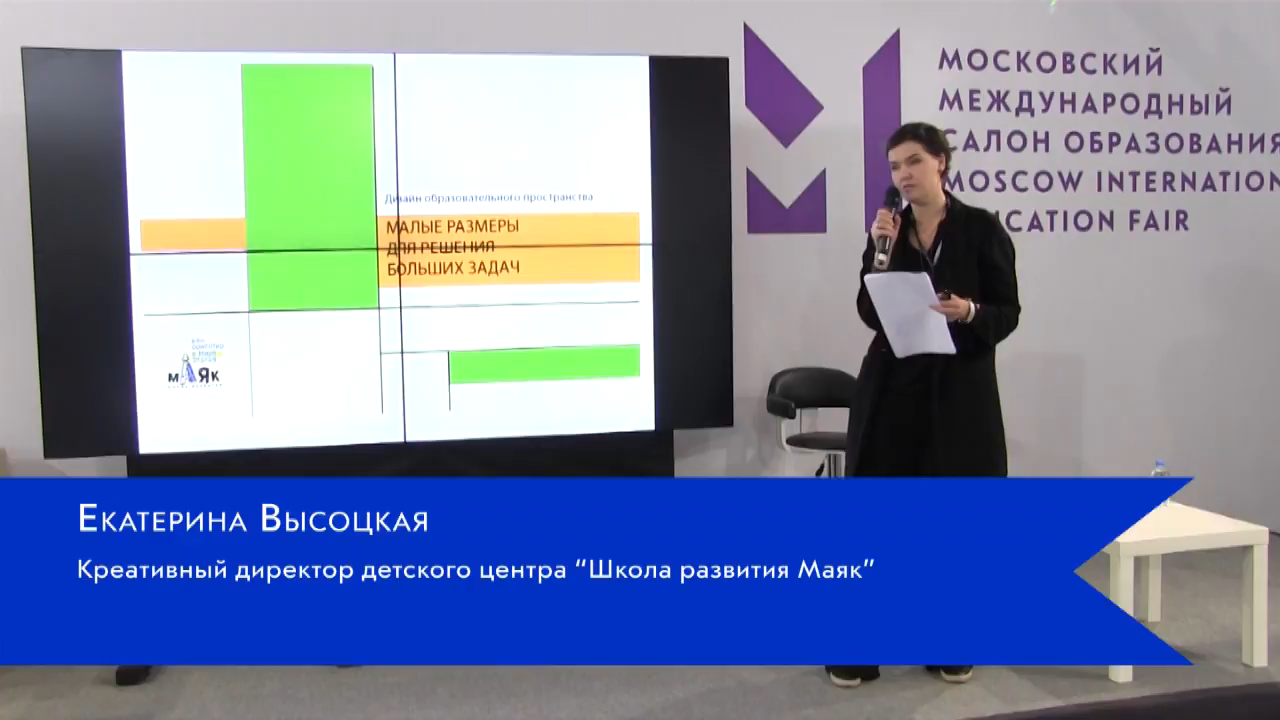 МОСКОВСКИЙ
МЕЖДУНАРОДНЫЙ
САЛОН ОБРАЗОВАНИЯ
MOSCOW INTERNATION
CATION FAIR
Дизайн образовательного пространства
МАЛЫЕ РАЗМЕРЫ
ДЛЯ РЕШЕНИЯ
БОЛЬШИХ ЗАДАЧ
мАЯк
Екатерина Высоцкая
Креативный директор детского центра “Школа развития Маяк”